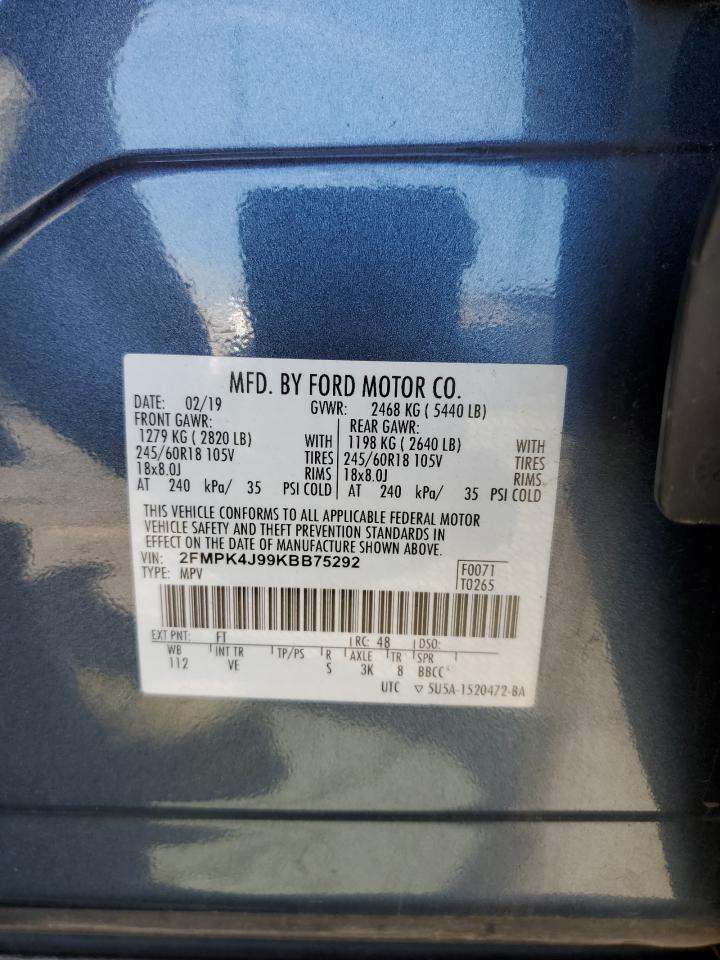 MFD. BY FORD MOTOR CO.
DATE: 02/19 GVWR: 2468 KG ( 5440 LB)
FRONT GAWR: REAR GAWR:
1279 KG ( 2820 LB) WITH 1198 KG ( 2640 LB) WITH
245/60R18 105V TIRES 245/60R18 105V TIRES
18x8.0J RIMS 18x8.0J RIMS
AT 240 kPa/ 35 PSI COLD AT 240 kPa/ 35 PSI COLD
THIS VEHICLE CONFORMS TO ALL APPLICABLE FEDERAL MOTOR
VEHICLE SAFETY AND THEFT PREVENTION STANDARDS IN
EFFECT ON THE DATE OF MANUFACTURE SHOWN ABOVE.
VIN: 2FMPK4J99KBB75292 F0071
TYPE: MPV T0265
EXT PNT: FT RC: 48 DSO:
WB INT TR TP/PS R AXLE TR SPR
112 VE S 3K 8 BBCC
UTC ▽ 5U5A-1520472-BA